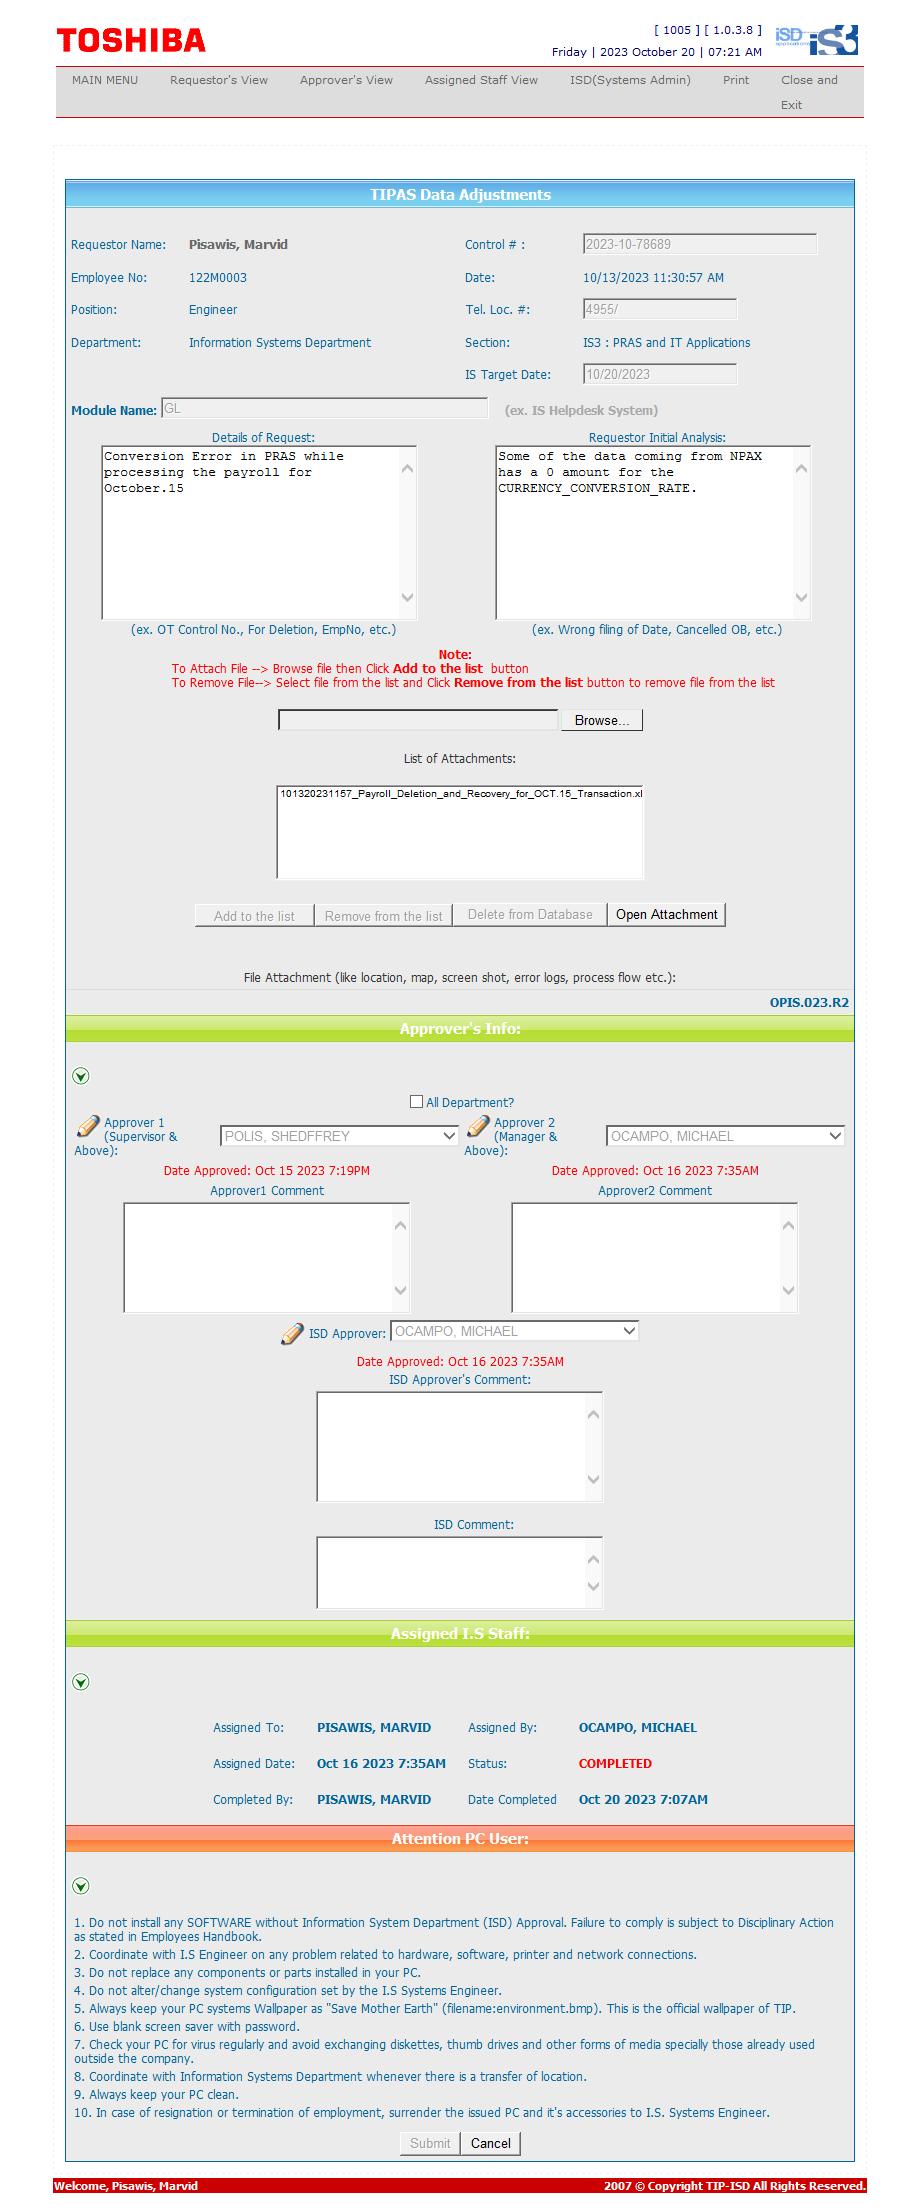 TOSHIBA
[ 1005 ] [ 1.0.3.8 ]
Friday | 2023 October 20 | 07:21 AM
iSD
iS3
MAIN MENU Requestor's View Approver's View Assigned Staff View ISD(Systems Admin) Print Close and
Exit
TIPAS Data Adjustments
Requestor Name: Pisawis, Marvid Control # : 2023-10-78689
Employee No: 122M0003 Date: 10/13/2023 11:30:57 AM
Position: Engineer Tel. Loc. #: 4955/
Department: Information Systems Department Section: IS3 : PRAS and IT Applications
IS Target Date: 10/20/2023
Module Name: GL (ex. IS Helpdesk System)
Details of Request:
Conversion Error in PRAS while
processing the payroll for
October.15
(ex. OT Control No., For Deletion, EmpNo, etc.)
Requestor Initial Analysis:
Some of the data coming from NPAX
has a 0 amount for the
CURRENCY_CONVERSION_RATE.
(ex. Wrong filing of Date, Cancelled OB, etc.)
Note:
To Attach File --> Browse file then Click Add to the list button
To Remove File--> Select file from the list and Click Remove from the list button to remove file from the list
Browse...
List of Attachments:
101320231157_Payroll_Deletion_and_Recovery_for_OCT.15_Transaction.xl
Add to the list Remove from the list Delete from Database Open Attachment
File Attachment (like location, map, screen shot, error logs, process flow etc.):
OPIS.023.R2
Approver's Info:
All Department?
Approver 1
(Supervisor &
Above): POLIS, SHEDFFREY
Approver 2
(Manager &
Above): OCAMPO, MICHAEL
Date Approved: Oct 15 2023 7:19PM Date Approved: Oct 16 2023 7:35AM
Approver1 Comment Approver2 Comment
ISD Approver: OCAMPO, MICHAEL
Date Approved: Oct 16 2023 7:35AM
ISD Approver's Comment:
ISD Comment:
Assigned I.S Staff:
Assigned To: PISAWIS, MARVID Assigned By: OCAMPO, MICHAEL
Assigned Date: Oct 16 2023 7:35AM Status: COMPLETED
Completed By: PISAWIS, MARVID Date Completed Oct 20 2023 7:07AM
Attention PC User:
1. Do not install any SOFTWARE without Information System Department (ISD) Approval. Failure to comply is subject to Disciplinary Action
as stated in Employees Handbook.
2. Coordinate with I.S Engineer on any problem related to hardware, software, printer and network connections.
3. Do not replace any components or parts installed in your PC.
4. Do not alter/change system configuration set by the I.S Systems Engineer.
5. Always keep your PC systems Wallpaper as "Save Mother Earth" (filename:environment.bmp). This is the official wallpaper of TIP.
6. Use blank screen saver with password.
7. Check your PC for virus regularly and avoid exchanging diskettes, thumb drives and other forms of media specially those already used
outside the company.
8. Coordinate with Information Systems Department whenever there is a transfer of location.
9. Always keep your PC clean.
10. In case of resignation or termination of employment, surrender the issued PC and it's accessories to I.S. Systems Engineer.
Submit Cancel
Welcome, Pisawis, Marvid 2007 © Copyright TIP-ISD All Rights Reserved.